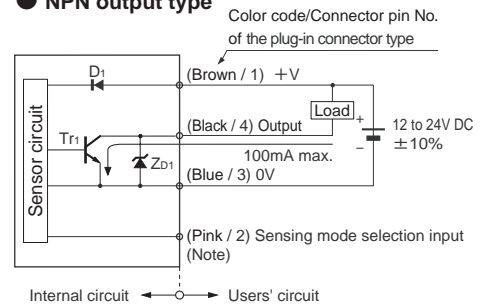 ● NPN output type
Color code/Connector pin No.
of the plug-in connector type
D1
(Brown / 1) +V
Load
(Black / 4) Output
+
12 to 24V DC
±10%
−
Tr1
ZD1
100mA max.
Sensor circuit
(Blue / 3) 0V
(Pink / 2) Sensing mode selection input
(Note)
Internal circuit
Users' circuit